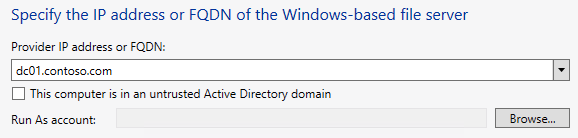 Specify the IP address or FQDN of the Windows-based file server
Provider IP address or FQDN:
dc01.contoso.com
This computer is in an untrusted Active Directory domain
Run As account:
Browse...